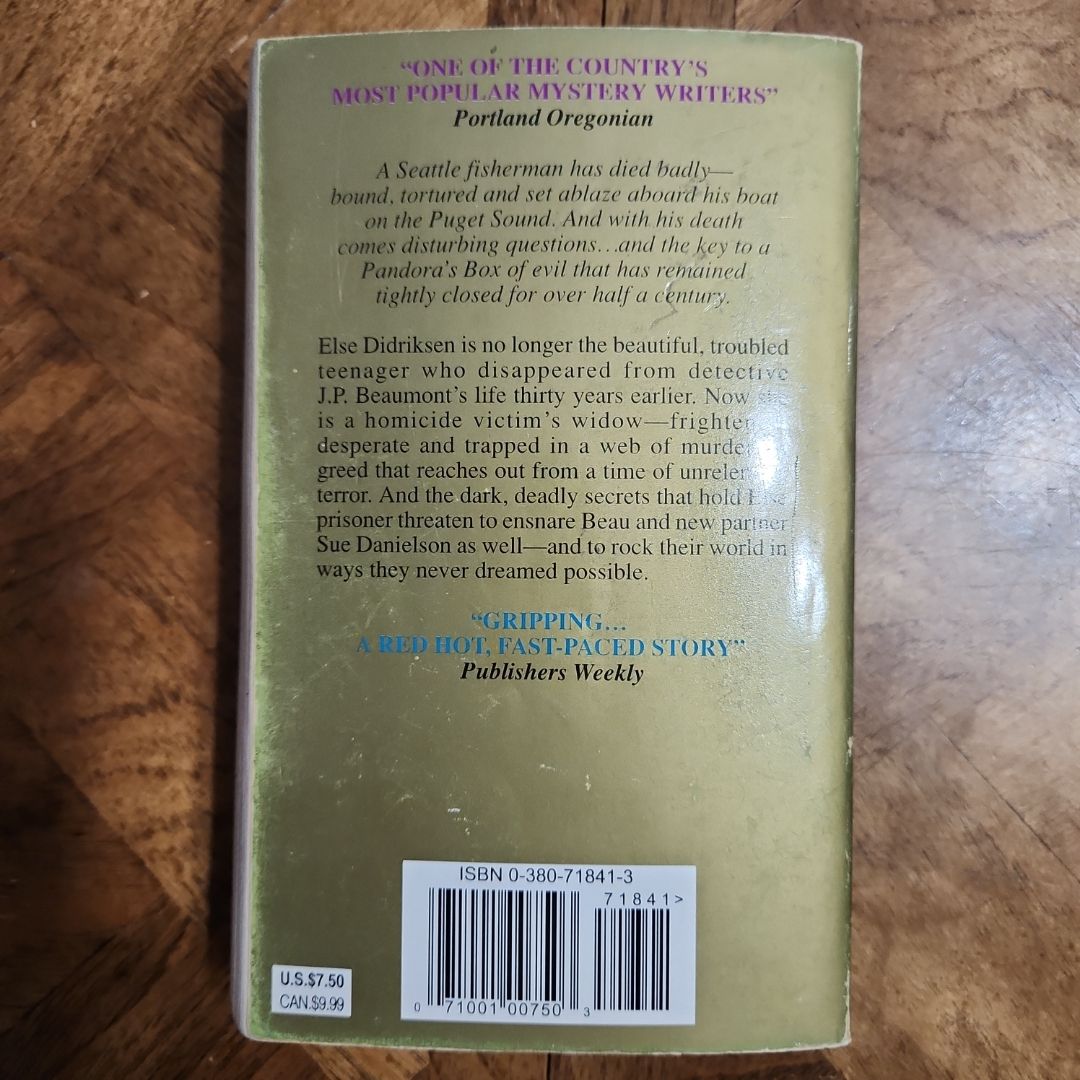 “ONE OF THE COUNTRY’S
MOST POPULAR MYSTERY WRITERS”
Portland Oregonian
A Seattle fisherman has died badly—
bound, tortured and set ablaze aboard his boat
on the Puget Sound. And with his death
comes disturbing questions...and the key to a
Pandora’s Box of evil that has remained
tightly closed for over half a century.
Else Didriksen is no longer the beautiful, troubled
teenager who disappeared from detective
J.P. Beaumont’s life thirty years earlier. Now she
is a homicide victim’s widow—
desperate and trapped in a web of
greed that reaches out from a time of
terror. And the dark, deadly secrets that hold Else
prisoner threaten to ensnare Beau and new partner
Sue Danielson as well—and to rock their world in
ways they never dreamed possible.
“GRIPPING...
A RED HOT, FAST-PACED STORY”
Publishers Weekly
ISBN 0-380-71841-3
71841>
U.S.$7.50
CAN.$9.99
0 71001 00750 3